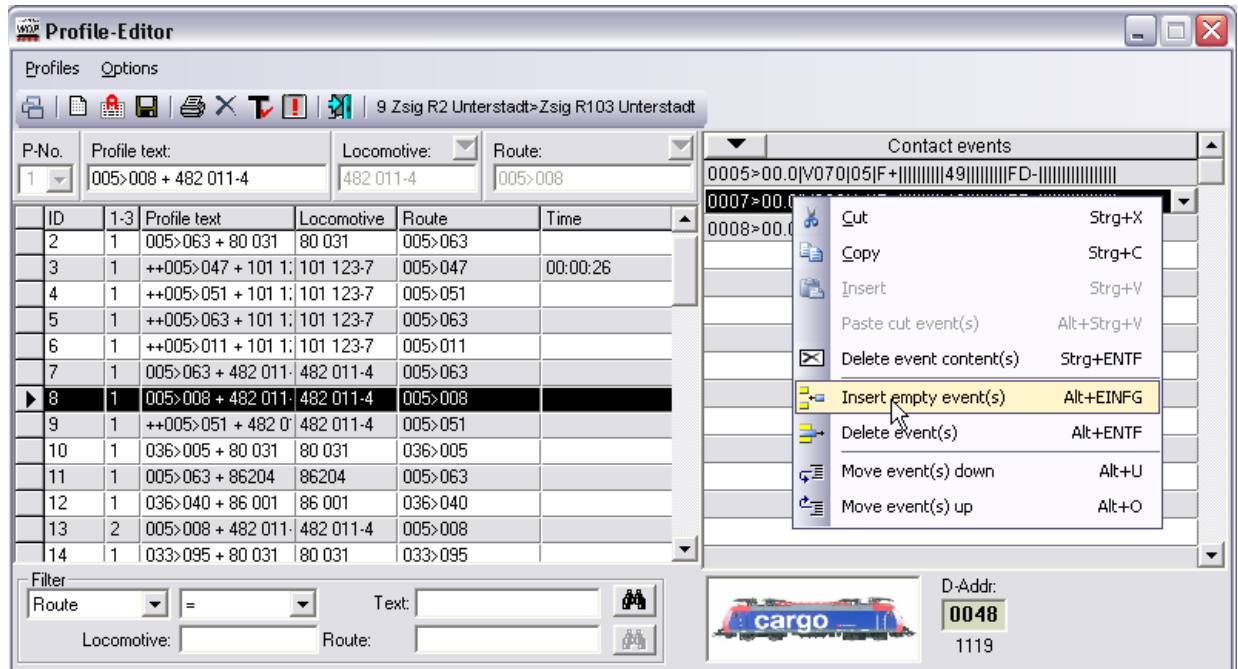 Profile-Editor
Profiles Options
9 Zsig R2 Unterstadt>Zsig R103 Unterstadt
P-No. Profile text: Locomotive: Route:
1 005>008 + 482 011-4 482 011-4 005>008
ID 1-3 Profile text Locomotive Route Time
2 1 005>063 + 80 031 80 031 005>063
3 1 ++005>047 + 101 1: 101 123-7 005>047 00:00:26
4 1 ++005>051 + 101 1: 101 123-7 005>051
5 1 ++005>063 + 101 1: 101 123-7 005>063
6 1 ++005>011 + 101 1: 101 123-7 005>011
7 1 005>063 + 482 011- 482 011-4 005>063
8 1 005>008 + 482 011- 482 011-4 005>008
9 1 ++005>051 + 482 0 482 011-4 005>051
10 1 036>005 + 80 031 80 031 036>005
11 1 005>063 + 86204 86204 005>063
12 1 036>040 + 86 001 86 001 036>040
13 2 005>008 + 482 011- 482 011-4 005>008
14 1 033>095 + 80 031 80 031 033>095
Contact events
0005>00.0|V070|05|F+||||||||||49|||||||||FD-||||||||||||||||
0007>00.0
0008>00.0
Cut Strg+X
Copy Strg+C
Insert Strg+V
Paste cut event(s) Alt+Strg+V
Delete event content(s) Strg+ENTF
Insert empty event(s) Alt+EINFG
Delete event(s) Alt+ENTF
Move event(s) down Alt+U
Move event(s) up Alt+O
Filter
Route = Text:
Locomotive: Route:
cargo
D-Addr:
0048
1119